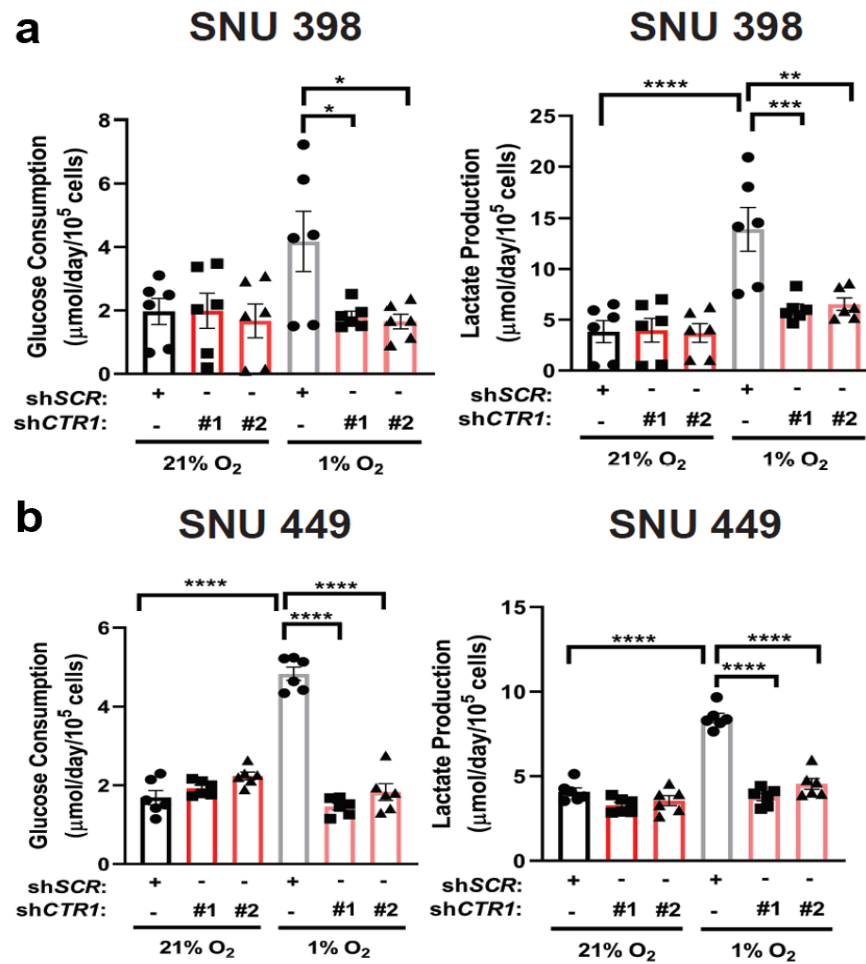 a
SNU 398
Glucose Consumption
(μmol/day/10⁵ cells)
8
6
4
2
0
*
*
shSCR: + - - + - -
shCTR1: - #1 #2 - #1 #2
21% O₂ 1% O₂
SNU 398
Lactate Production
(μmol/day/10⁵ cells)
25
20
15
10
5
0
****
**
***
+ - - + - -
shSCR:
shCTR1: - #1 #2 - #1 #2
21% O₂ 1% O₂
b
SNU 449
Glucose Consumption
(μmol/day/10⁵ cells)
6
4
2
0
****
****
****
shSCR: + - - + - -
shCTR1: - #1 #2 - #1 #2
21% O₂ 1% O₂
SNU 449
Lactate Production
(μmol/day/10⁵ cells)
15
10
5
0
****
****
****
shSCR: + - - + - -
shCTR1: - #1 #2 - #1 #2
21% O₂ 1% O₂